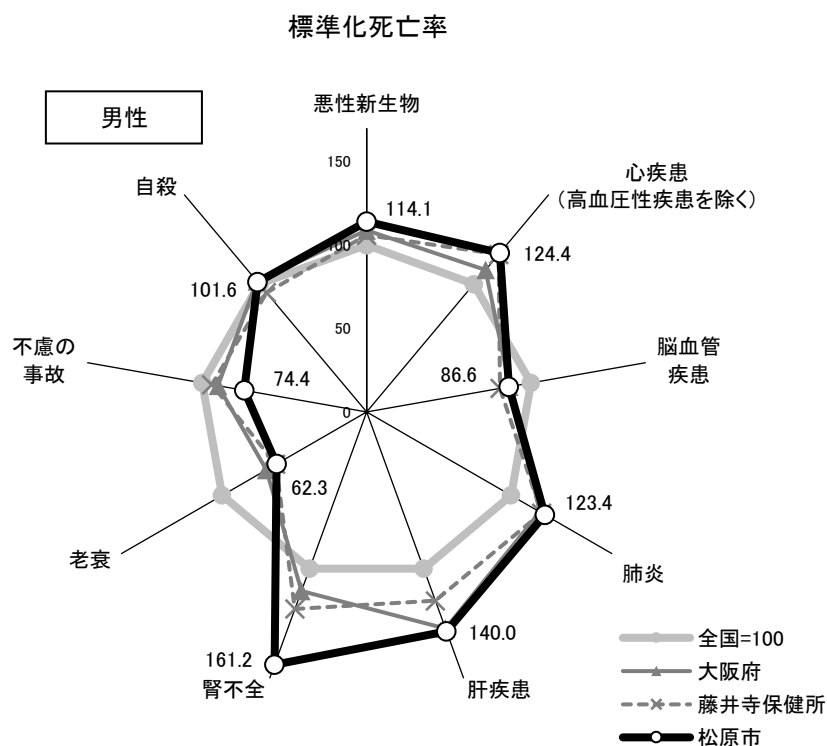 標準化死亡率
男性
悪性新生物
150
100
50
0
心疾患
(高血圧性疾患を除く)
自殺
114.1
124.4
101.6
不慮の
事故
脳血管
疾患
74.4
86.6
62.3
123.4
老衰
肺炎
161.2
140.0
腎不全
肝疾患
全国=100
大阪府
藤井寺保健所
松原市